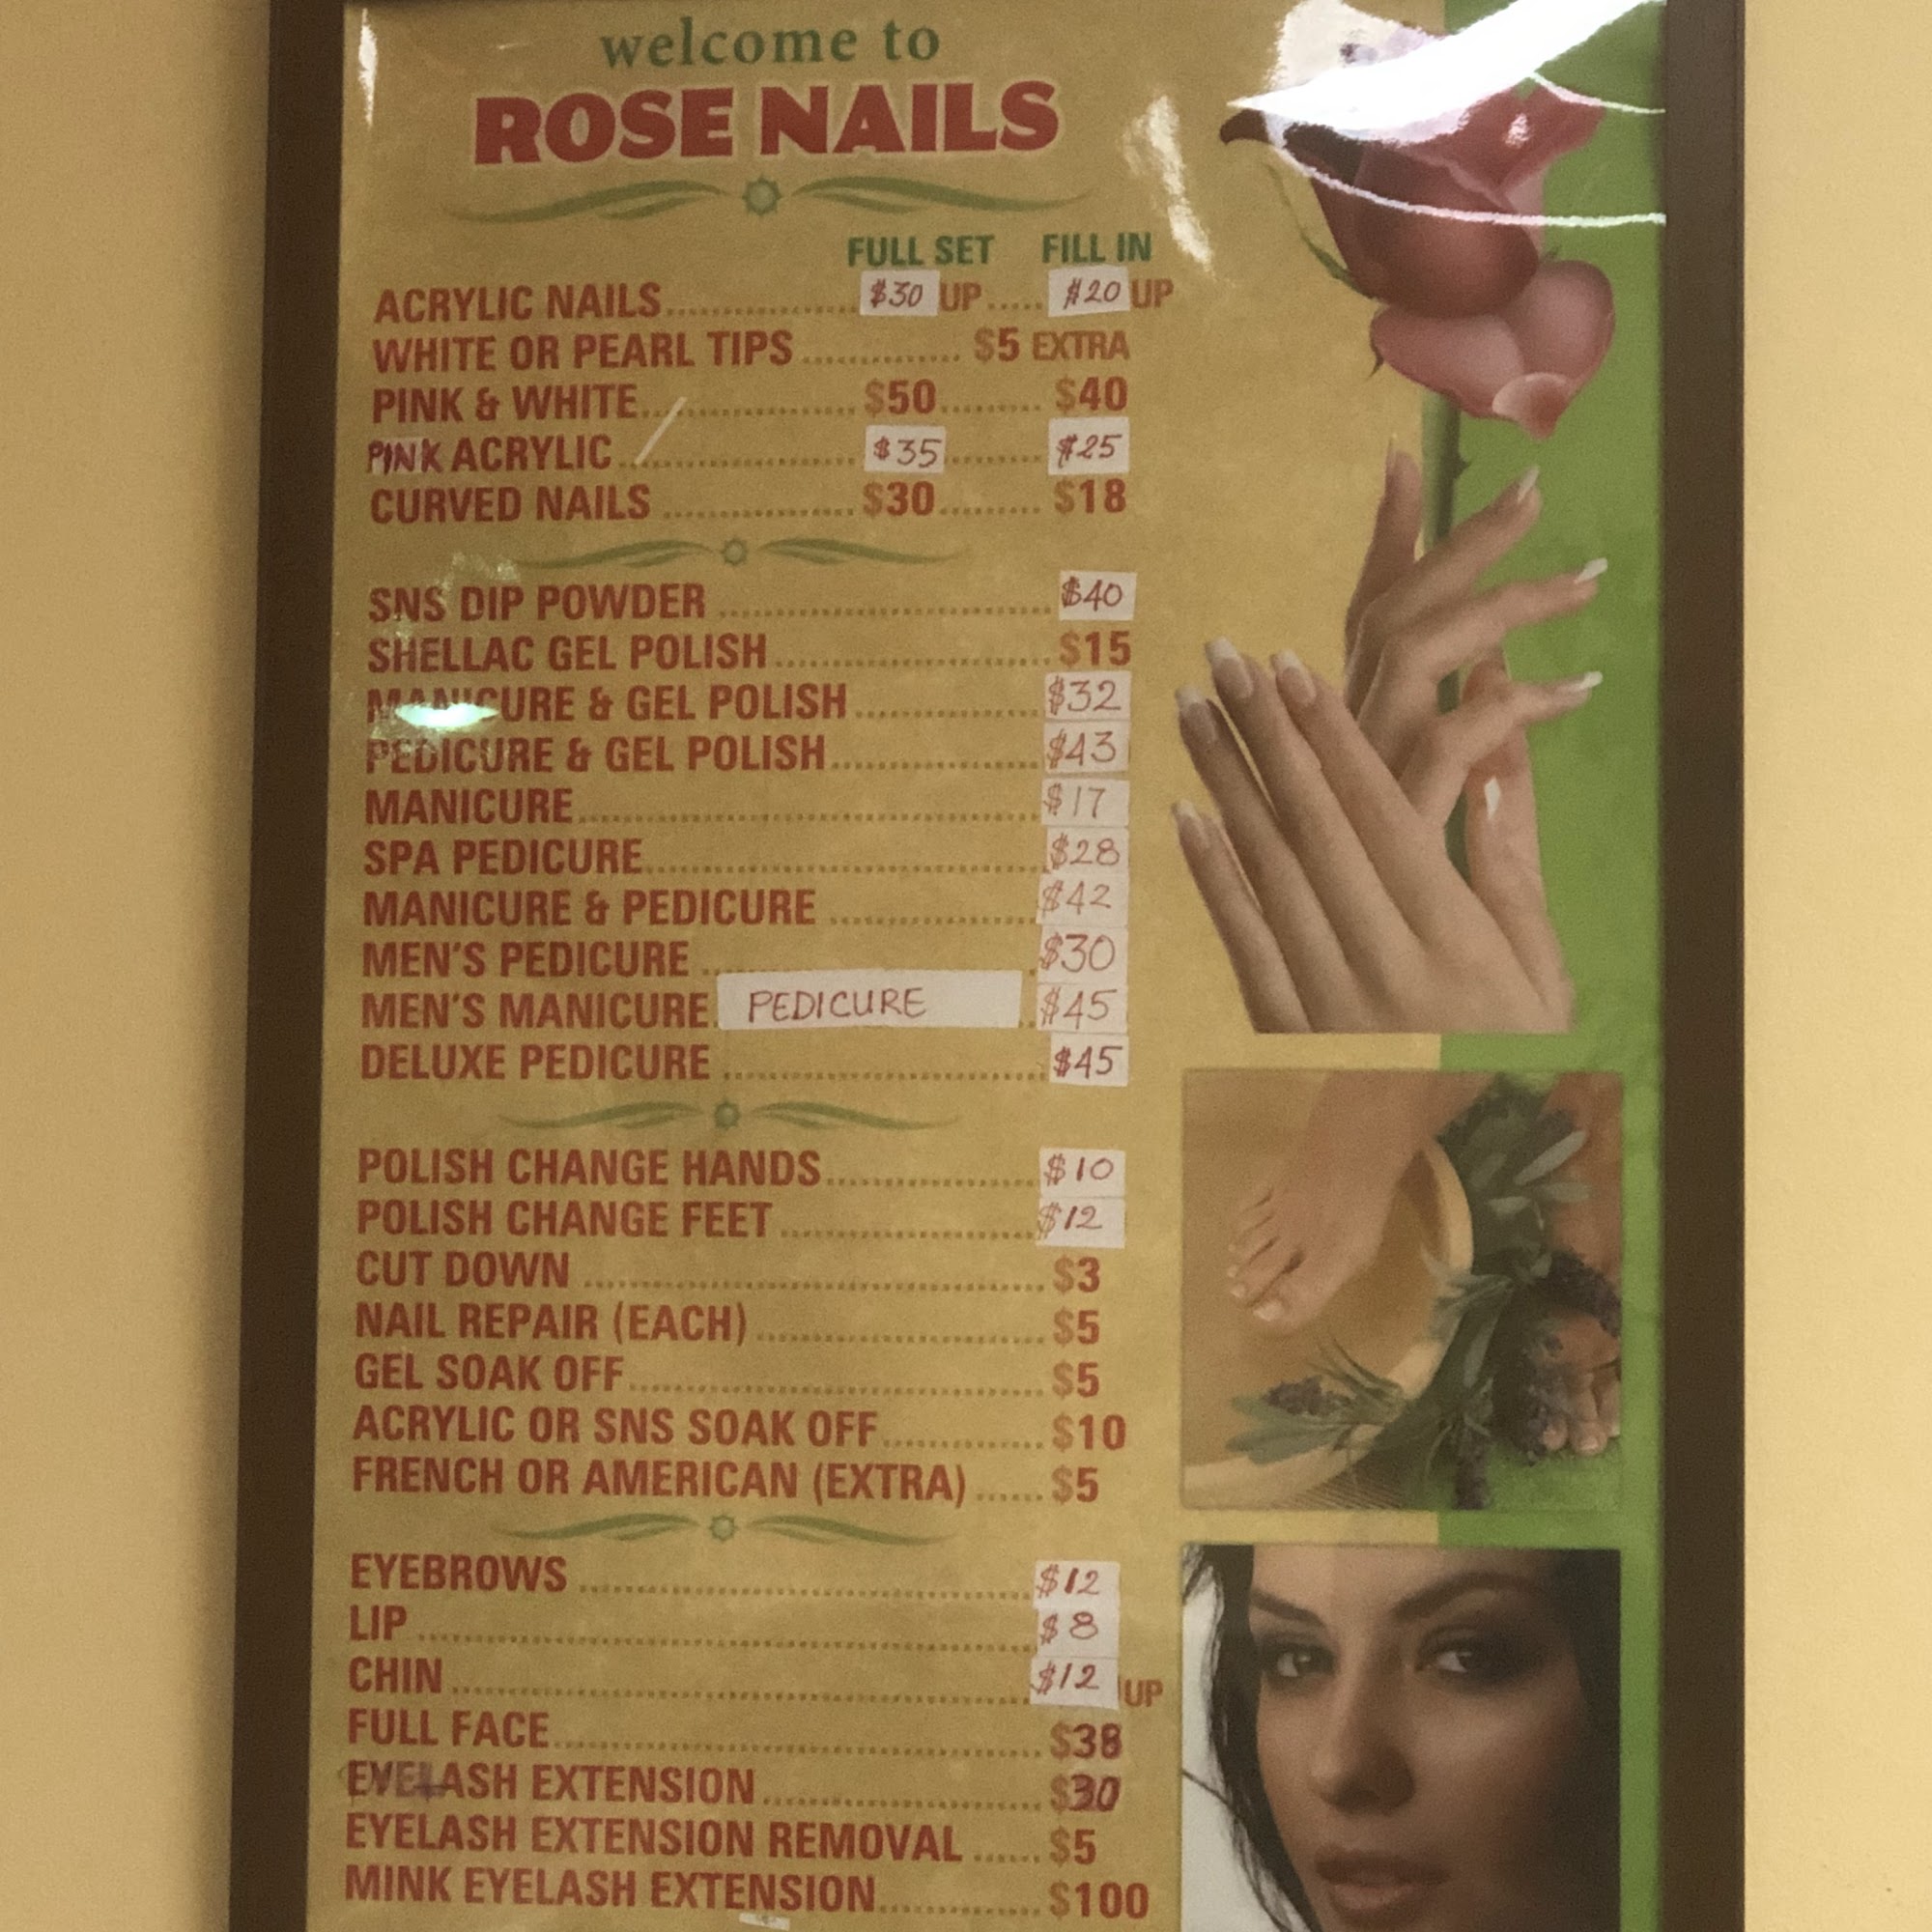 welcome to
ROSE NAILS
FULL SET FILL IN
ACRYLIC NAILS $30 UP $20 UP
WHITE OR PEARL TIPS $5 EXTRA
PINK & WHITE $50 $40
PINK ACRYLIC $35 $25
CURVED NAILS $30 $18
SNS DIP POWDER $40
SHELLAC GEL POLISH $15
MANICURE & GEL POLISH $32
PEDICURE & GEL POLISH $43
MANICURE $17
SPA PEDICURE $28
MANICURE & PEDICURE $42
MEN'S PEDICURE $30
MEN'S MANICURE PEDICURE $45
DELUXE PEDICURE $45
POLISH CHANGE HANDS $10
POLISH CHANGE FEET $12
CUT DOWN $3
NAIL REPAIR (EACH) $5
GEL SOAK OFF $5
ACRYLIC OR SNS SOAK OFF $10
FRENCH OR AMERICAN (EXTRA) $5
EYEBROWS $12
LIP $8
CHIN $12 UP
FULL FACE $38
EYELASH EXTENSION $30
EYELASH EXTENSION REMOVAL $5
MINK EYELASH EXTENSION $100